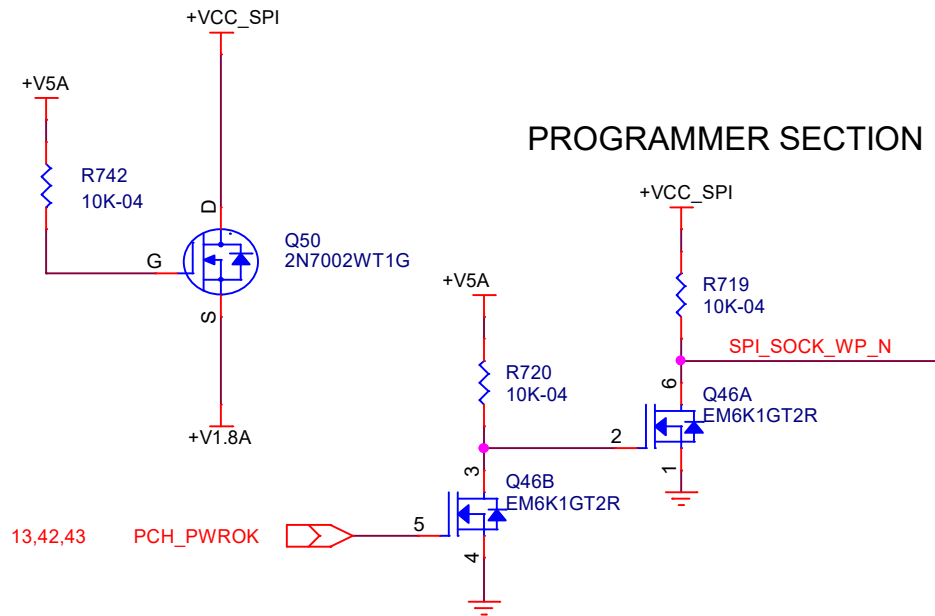 +VCC_SPI
+V5A
R742
10K-04
D
G
S
Q50
2N7002WT1G
+V1.8A
PROGRAMMER SECTION
+VCC_SPI
R719
10K-04
SPI_SOCK_WP_N
+V5A
R720
10K-04
6
Q46A
EM6K1GT2R
2
1
3
Q46B
EM6K1GT2R
13,42,43
PCH_PWROK
5
4